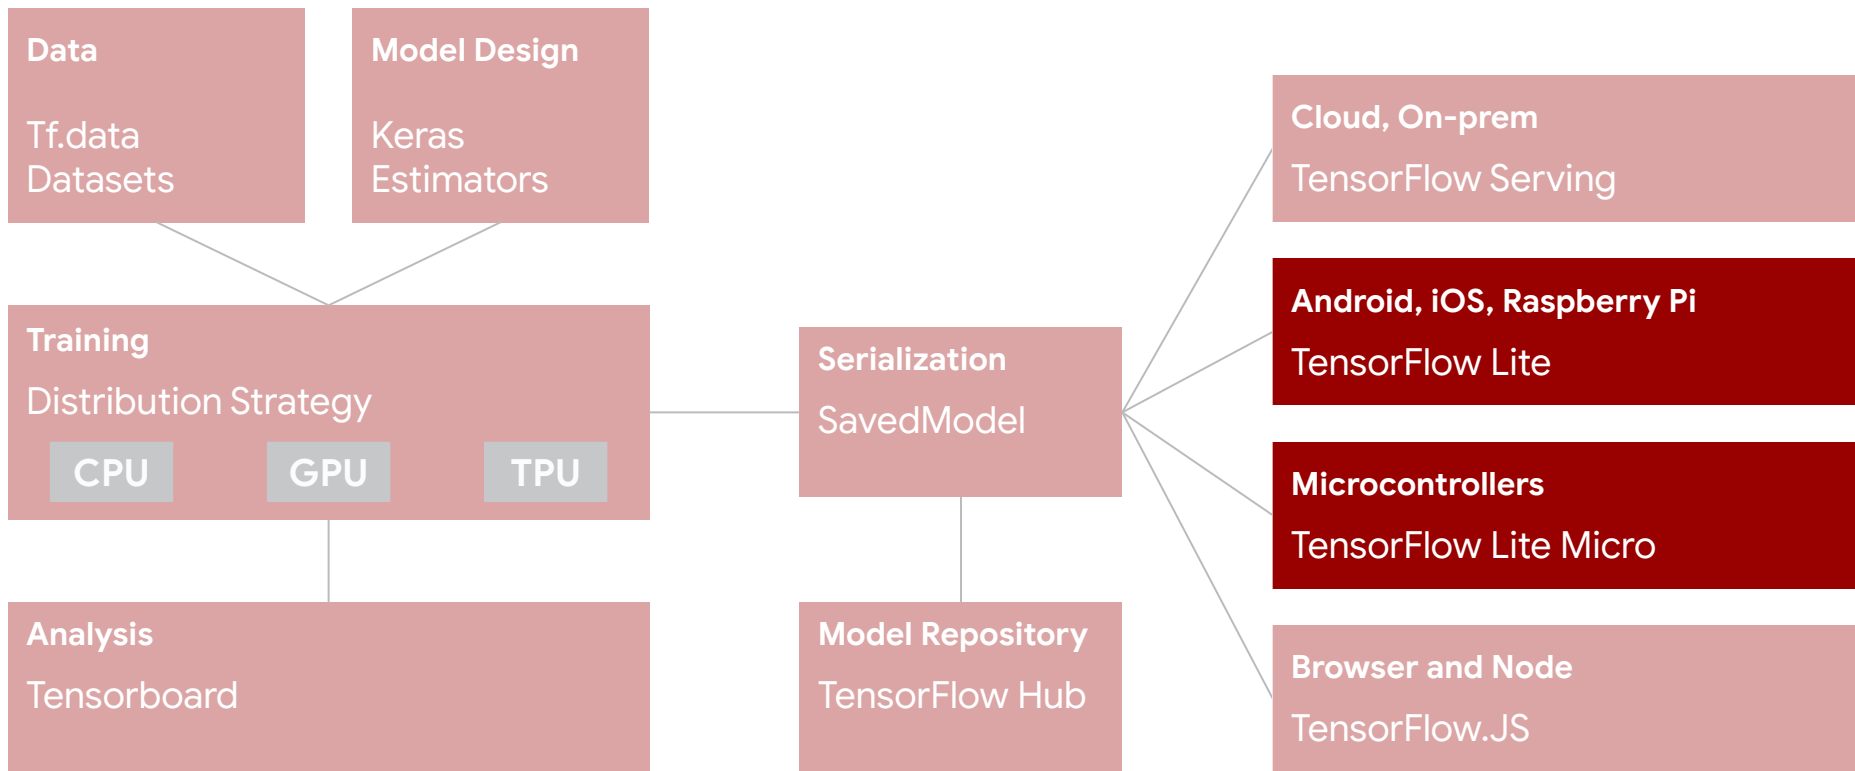 Data
Tf.data
Datasets
Model Design
Keras
Estimators
Training
Distribution Strategy
CPU
GPU
TPU
Analysis
Tensorboard
Serialization
SavedModel
Model Repository
TensorFlow Hub
Cloud, On-prem
TensorFlow Serving
Android, iOS, Raspberry Pi
TensorFlow Lite
Microcontrollers
TensorFlow Lite Micro
Browser and Node
TensorFlow.JS